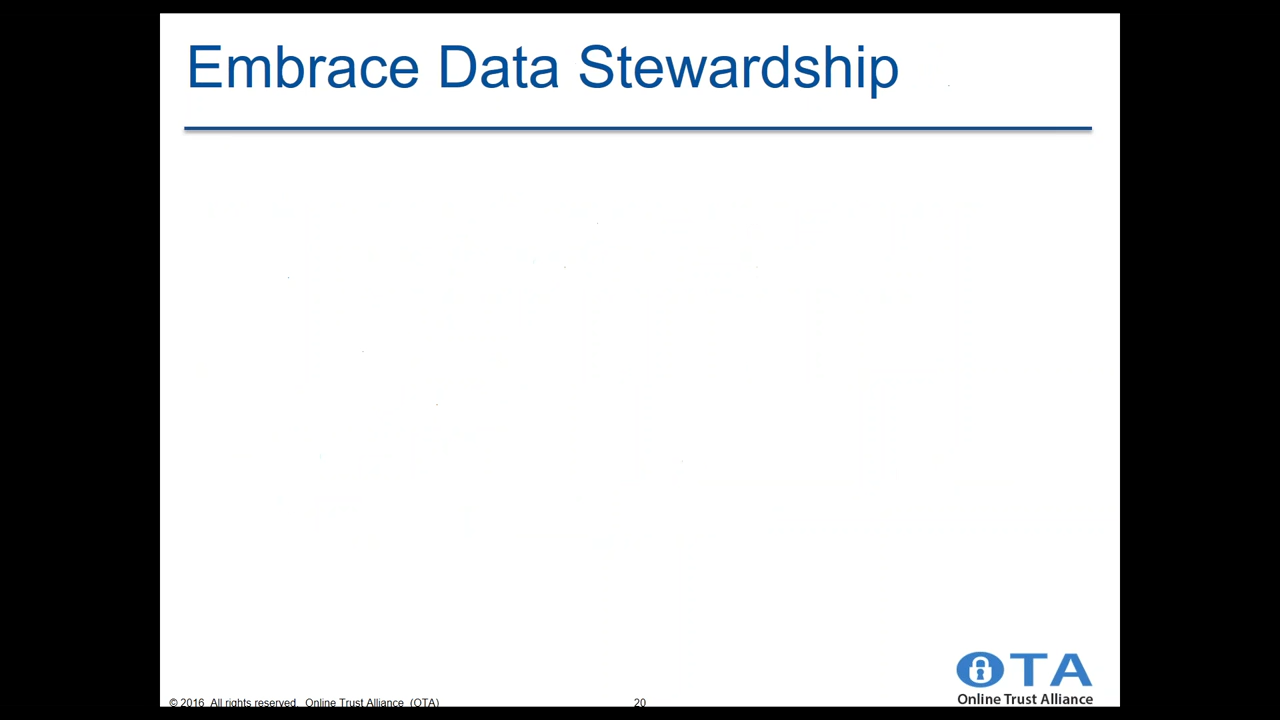 Embrace Data Stewardship
OTA
Online Trust Alliance
© 2016 All rights reserved. Online Trust Alliance (OTA)
20